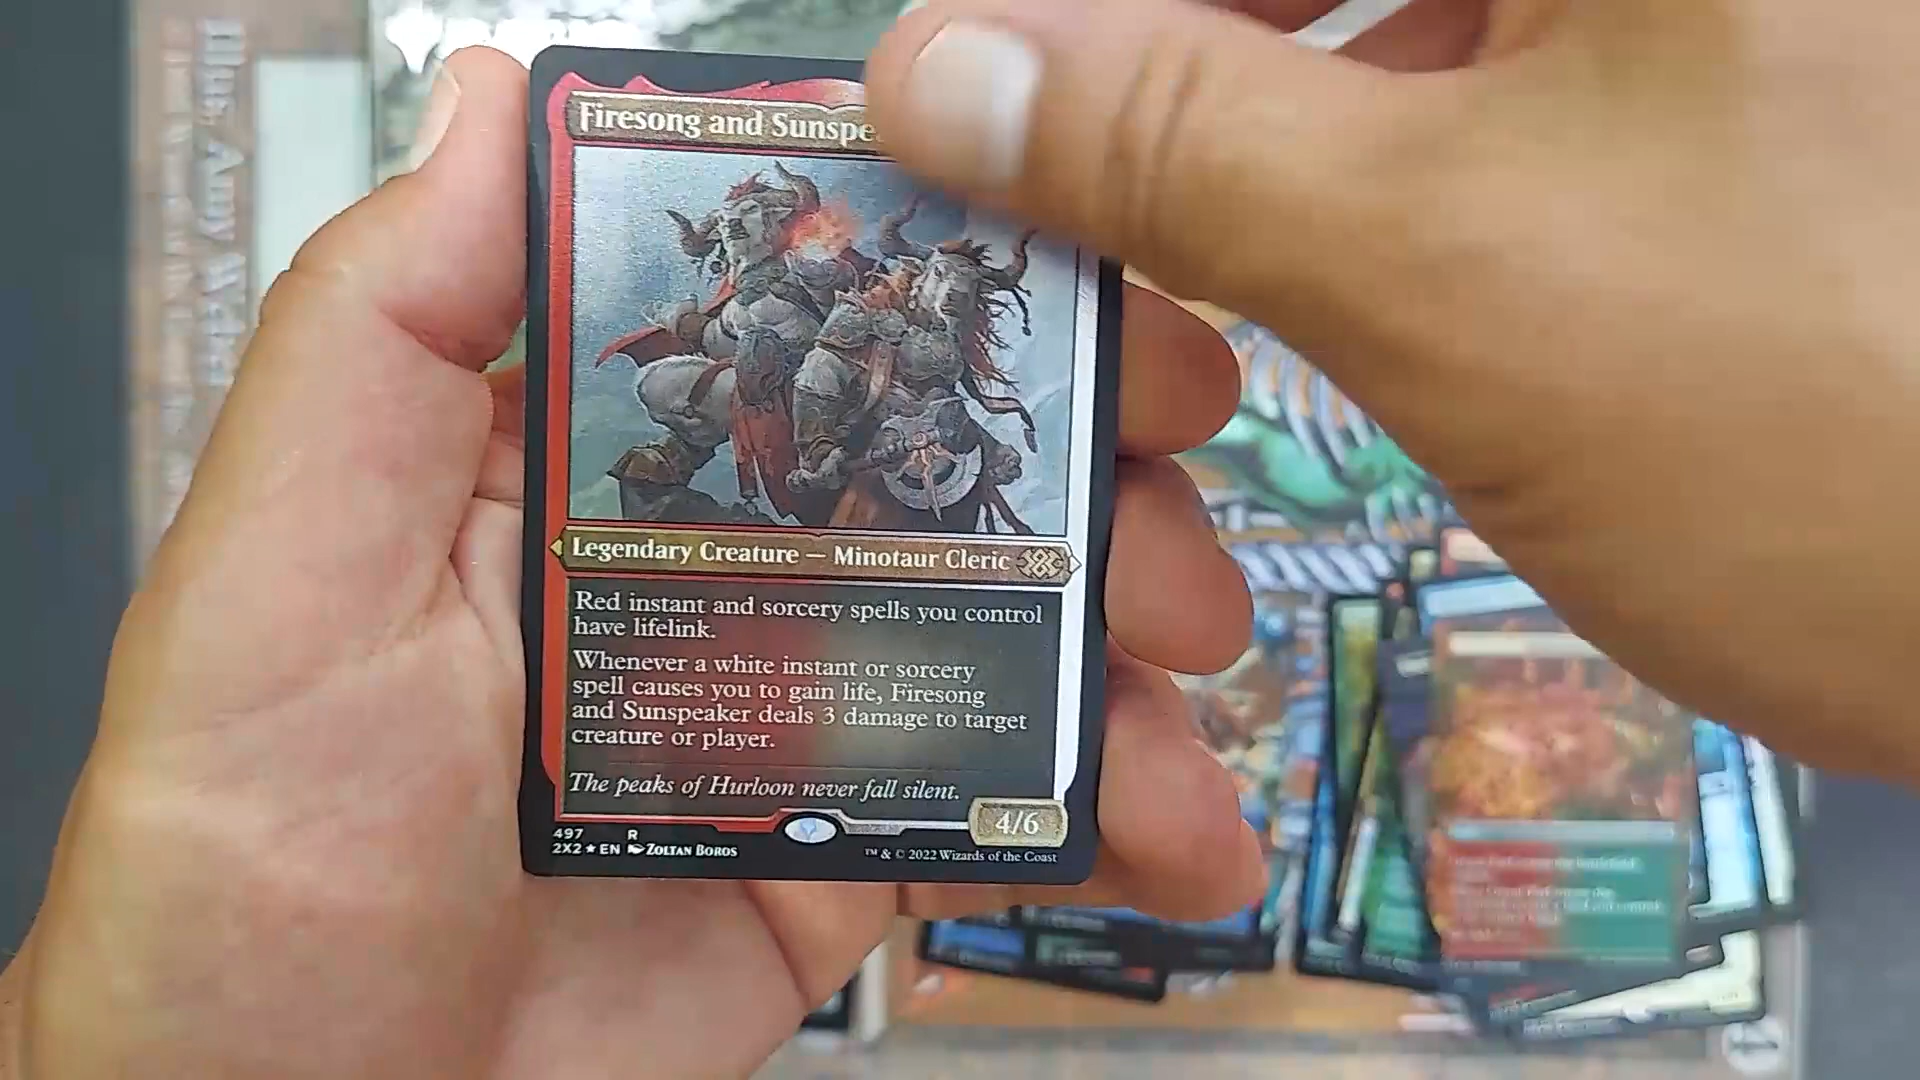 Firesong and Sunspe
Legendary Creature — Minotaur Cleric
Red instant and sorcery spells you control
have lifelink.
Whenever a white instant or sorcery
spell causes you to gain life, Firesong
and Sunspeaker deals 3 damage to target
creature or player.
The peaks of Hurloon never fall silent.
4/6
497 R
2X2 ★ EN ZOLTAN BOROS
™ & © 2022 Wizards of the Coast
Illus. Amy Weber